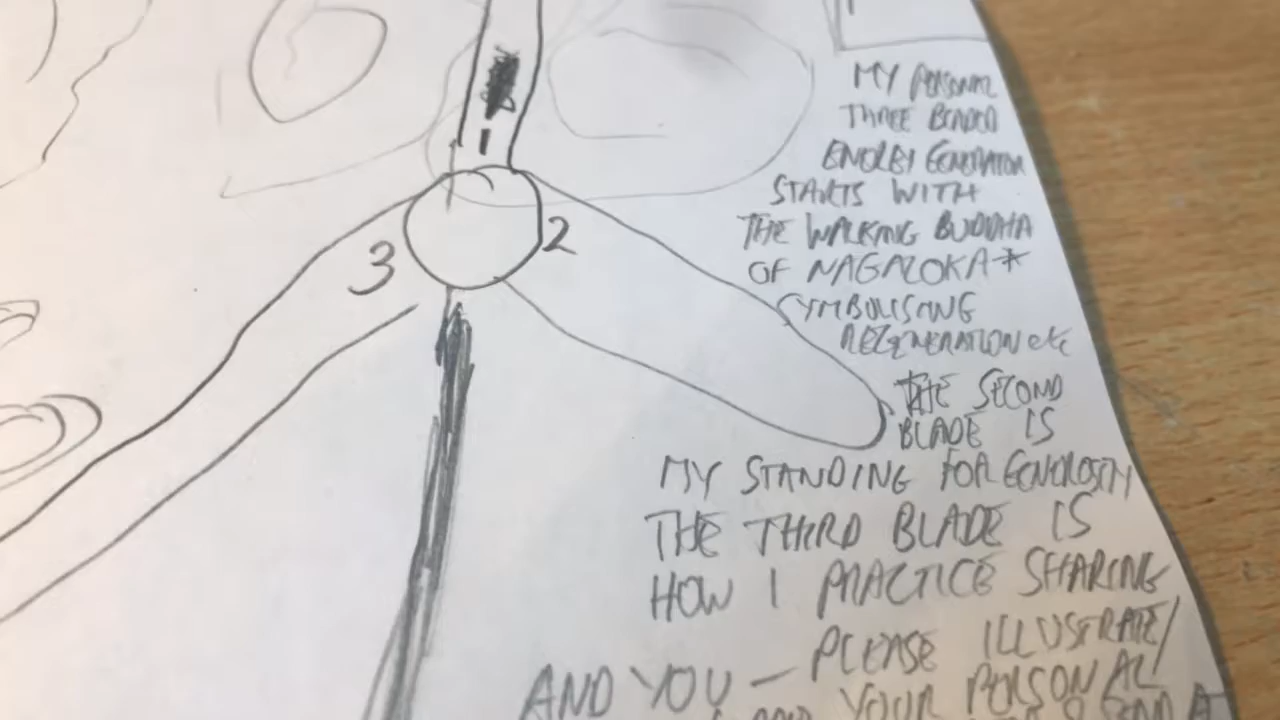 1
2
3
MY PERSONAL
THREE BLADED
ENERGY GENERATOR
STARTS WITH
THE WALKING BUDDHA
OF NAGALOKA*
SYMBOLISING
REGENERATION etc
THE SECOND
BLADE IS
MY STANDING FOR GENEROSITY
THE THIRD BLADE IS
HOW I PRACTICE SHARING
PLEASE ILLUSTRATE/
AND YOU — YOUR PERSONAL